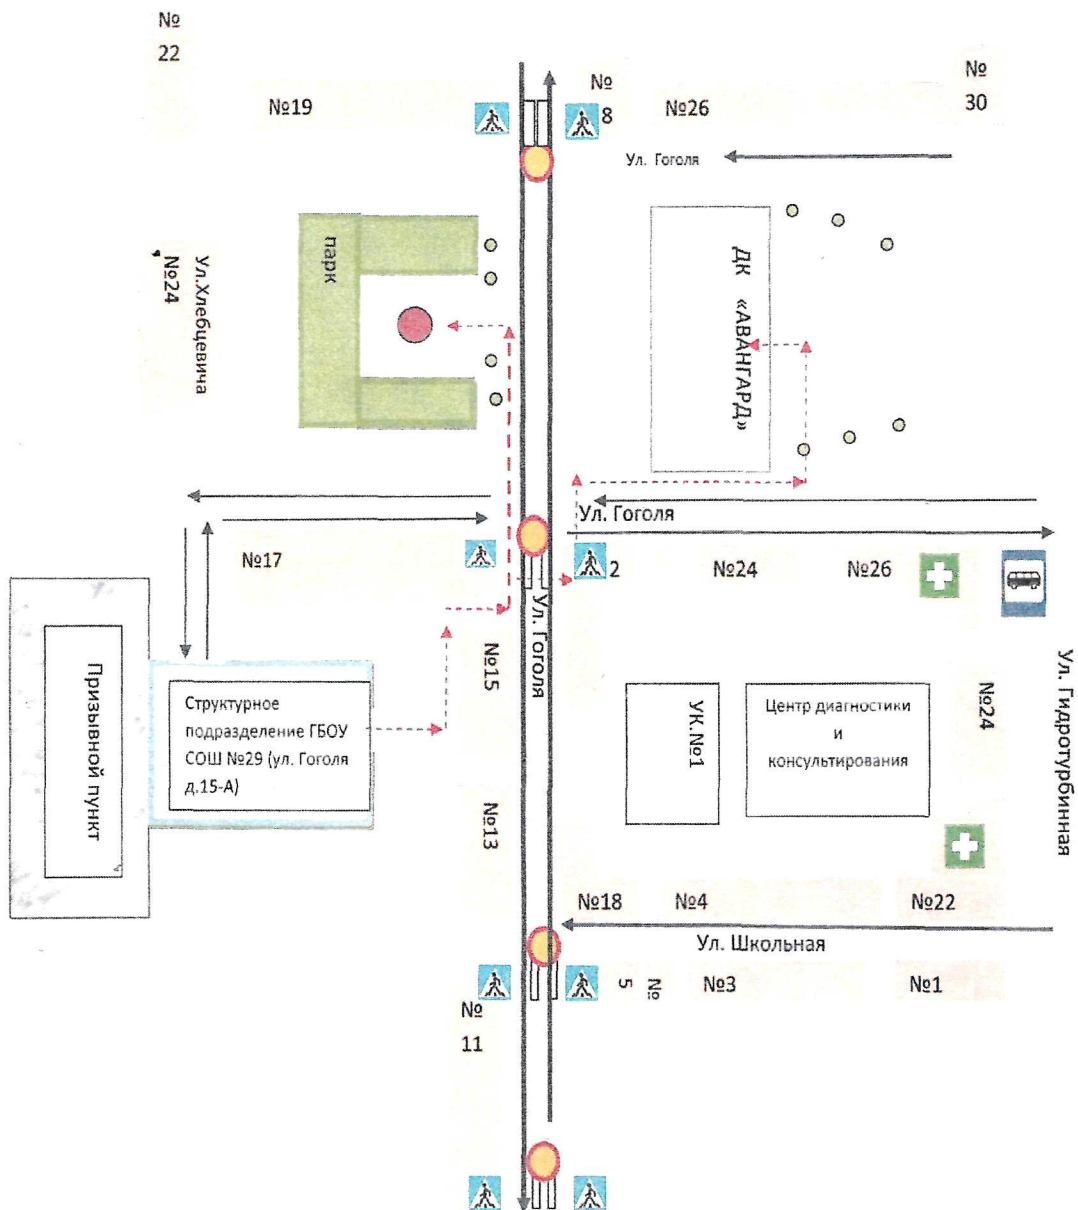 №
22
№19
№
8
№26
№
30
Ул. Гоголя
парк
Ул.Хлебцевича
№24
ДК «АВАНГАРД»
Ул. Гоголя
№17
2
№24
№26
Ул. Гоголя
№15
Призывной пункт
Структурное
подразделение ГБОУ
СОШ №29 (ул. Гоголя
д.15-А)
УК.№1
Центр диагностики
и
консультирования
№24
Ул. Гидротурбинная
№13
№18
№4
№22
Ул. Школьная
№
5
№3
№1
№
11